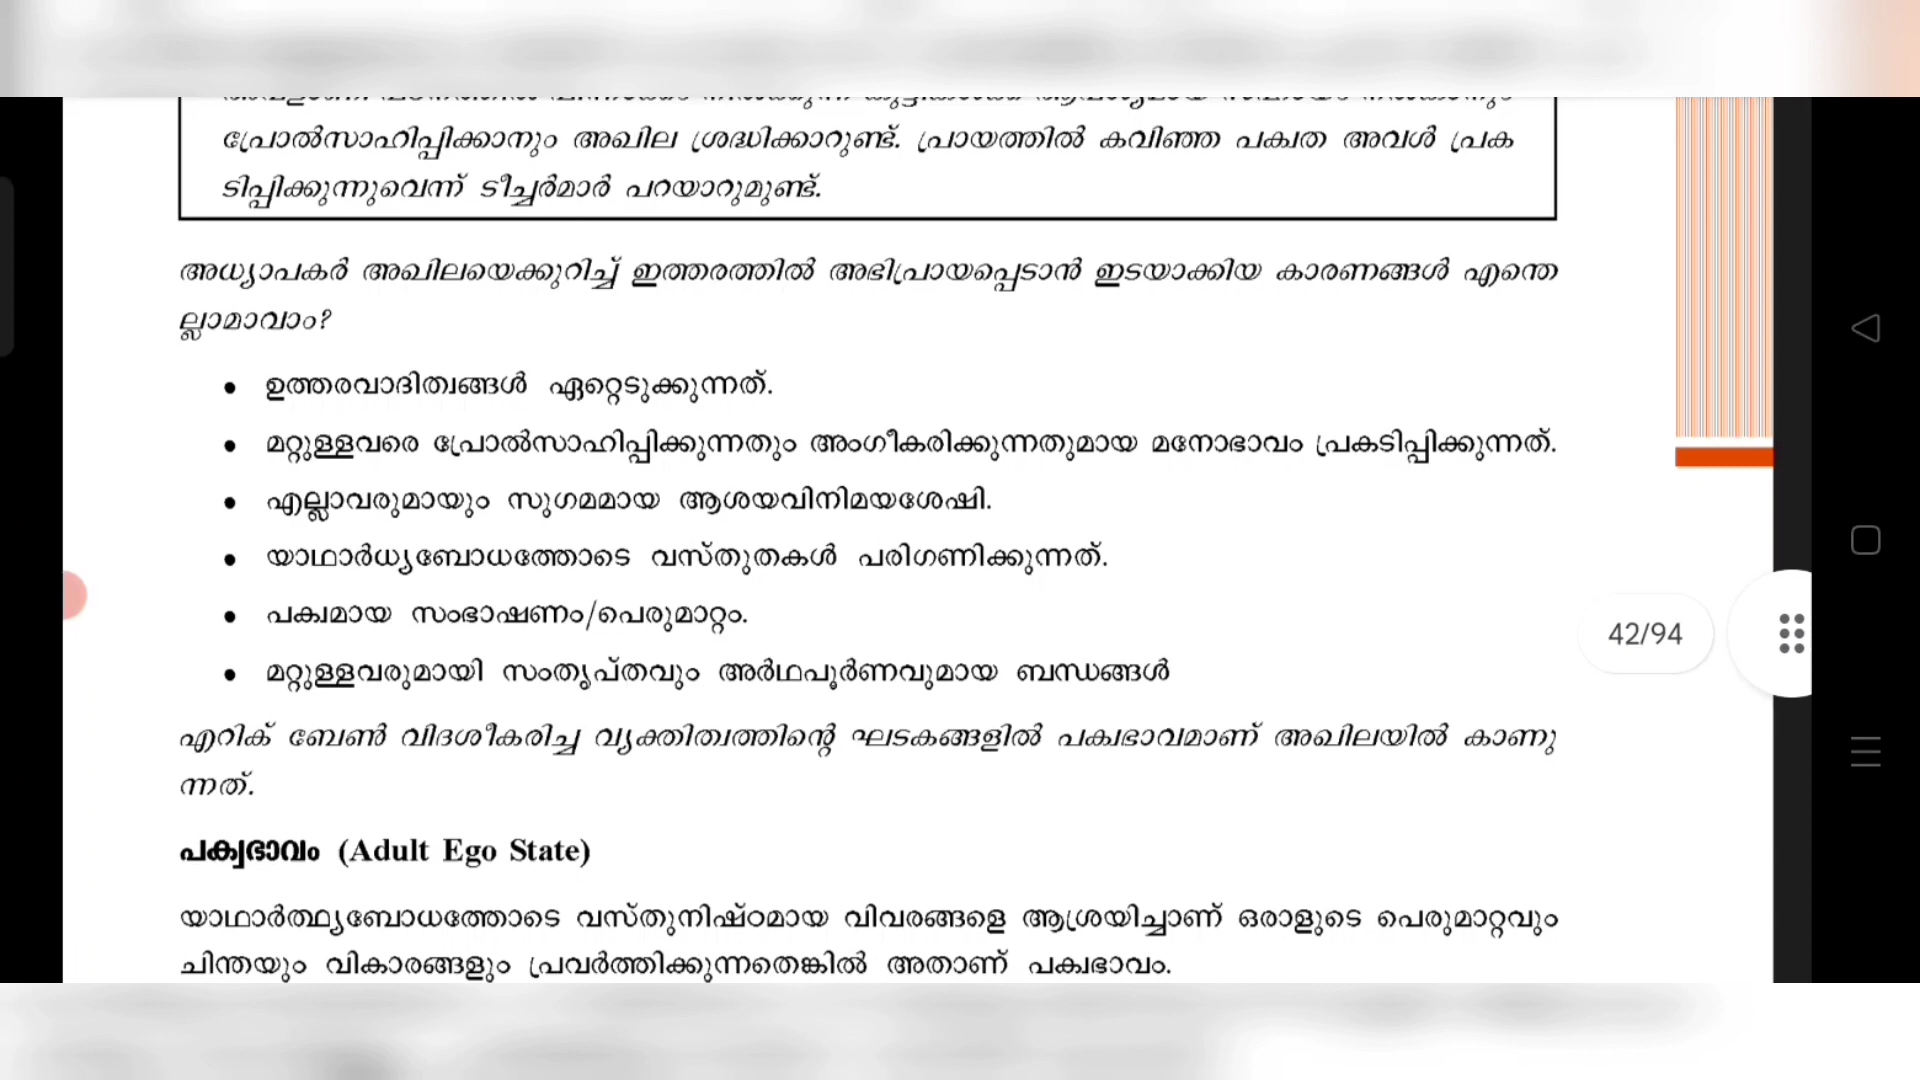 പ്രോൽസാഹിപ്പിക്കാനും അഖില ശ്രദ്ധിക്കാറുണ്ട്. പ്രായത്തിൽ കവിഞ്ഞ പക്വത അവൾ പ്രക
ടിപ്പിക്കുന്നുവെന്ന് ടീച്ചർമാർ പറയാറുമുണ്ട്.
അധ്യാപകർ അഖിലയെക്കുറിച്ച് ഇത്തരത്തിൽ അഭിപ്രായപ്പെടാൻ ഇടയാക്കിയ കാരണങ്ങൾ എന്തെ
ല്ലാമാവാം?
• ഉത്തരവാദിത്വങ്ങൾ ഏറ്റെടുക്കുന്നത്.
• മറ്റുള്ളവരെ പ്രോൽസാഹിപ്പിക്കുന്നതും അംഗീകരിക്കുന്നതുമായ മനോഭാവം പ്രകടിപ്പിക്കുന്നത്.
• എല്ലാവരുമായും സുഗമമായ ആശയവിനിമയശേഷി.
• യാഥാർധ്യബോധത്തോടെ വസ്തുതകൾ പരിഗണിക്കുന്നത്.
• പക്വമായ സംഭാഷണം/പെരുമാറ്റം.
• മറ്റുള്ളവരുമായി സംതൃപ്തവും അർഥപൂർണവുമായ ബന്ധങ്ങൾ
42/94
എറിക് ബേൺ വിദശീകരിച്ച വ്യക്തിത്വത്തിന്റെ ഘടകങ്ങളിൽ പക്വഭാവമാണ് അഖിലയിൽ കാണു
ന്നത്.
പക്വഭാവം (Adult Ego State)
യാഥാർത്ഥ്യബോധത്തോടെ വസ്തുനിഷ്ഠമായ വിവരങ്ങളെ ആശ്രയിച്ചാണ് ഒരാളുടെ പെരുമാറ്റവും
ചിന്തയും വികാരങ്ങളും പ്രവർത്തിക്കുന്നതെങ്കിൽ അതാണ് പക്വഭാവം.